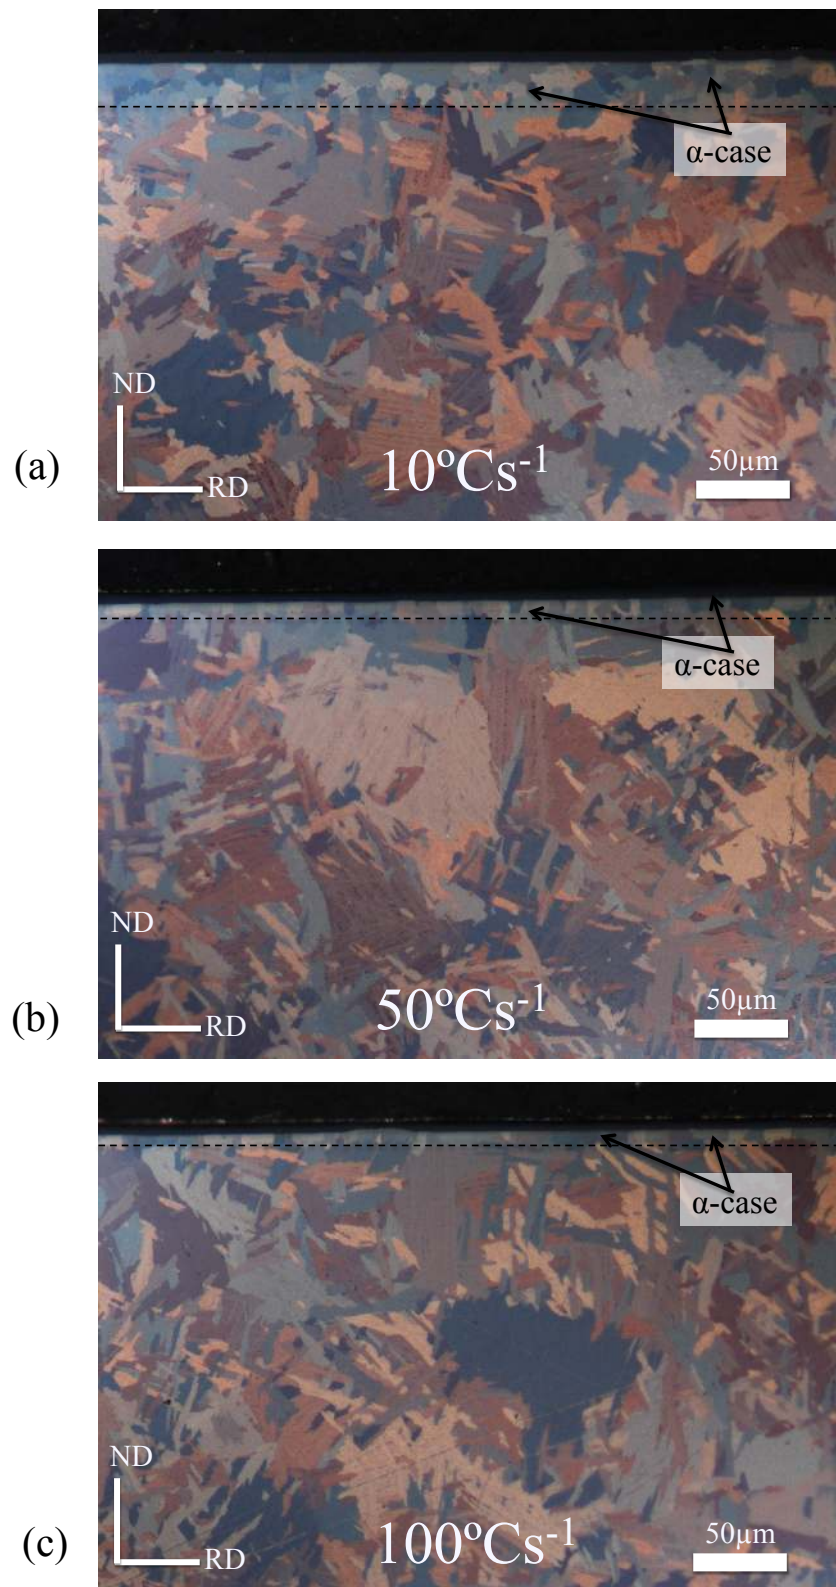 α-case
ND
RD
(a)
10ºCs⁻¹
50µm
α-case
ND
RD
(b)
50ºCs⁻¹
50µm
α-case
ND
RD
(c)
100ºCs⁻¹
50µm